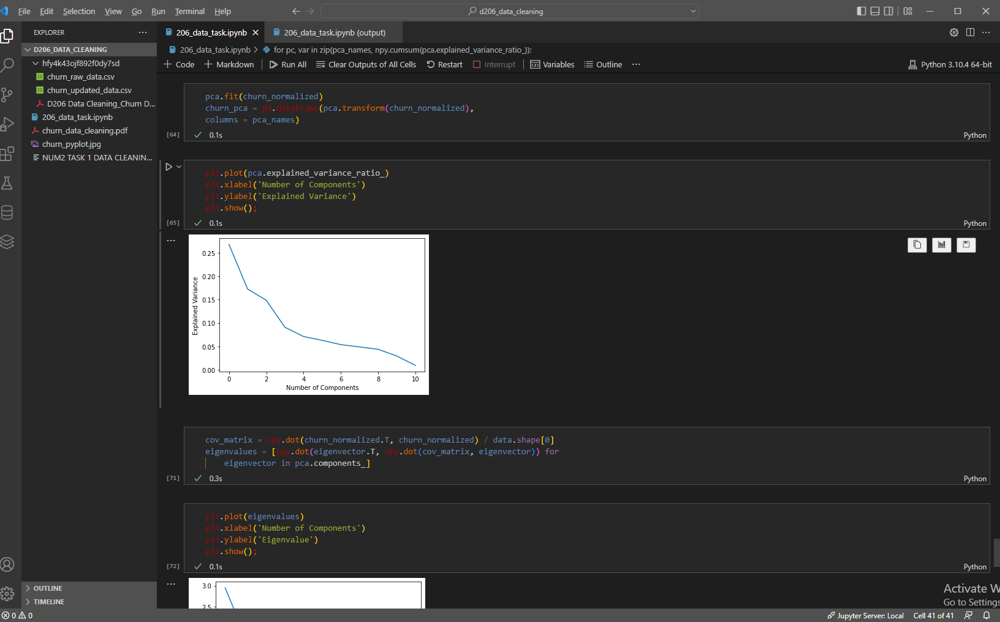 File Edit Selection View Go Run Terminal Help
d206_data_cleaning
EXPLORER
D206_DATA_CLEANING
hfy4k43ojf892f0dy7sd
churn_raw_data.csv
churn_updated_data.csv
D206 Data Cleaning_Churn D...
206_data_task.ipynb
churn_data_cleaning.pdf
churn_pyplot.jpg
NUM2 TASK 1 DATA CLEANIN...
OUTLINE
TIMELINE
206_data_task.ipynb
206_data_task.ipynb (output)
206_data_task.ipynb > for pc, var in zip(pca_names, npy.cumsum(pca.explained_variance_ratio_)):
+ Code + Markdown Run All Clear Outputs of All Cells Restart Interrupt Variables Outline ...
Python 3.10.4 64-bit
pca.fit(churn_normalized)
churn_pca = pd.DataFrame(pca.transform(churn_normalized),
columns = pca_names)
[64] 0.1s Python
plt.plot(pca.explained_variance_ratio_)
plt.xlabel('Number of Components')
plt.ylabel('Explained Variance')
plt.show();
[65] 0.1s Python
0.25
0.20
0.15
0.10
0.05
0.00
Explained Variance
0 2 4 6 8 10
Number of Components
cov_matrix = npy.dot(churn_normalized.T, churn_normalized) / data.shape[0]
eigenvalues = [npy.dot(eigenvector.T, npy.dot(cov_matrix, eigenvector)) for
eigenvector in pca.components_]
[71] 0.3s Python
plt.plot(eigenvalues)
plt.xlabel('Number of Components')
plt.ylabel('Eigenvalue')
plt.show();
[72] 0.1s Python
3.0
2.5
Activate W
Go to Settings
0 0
Jupyter Server: Local Cell 41 of 41